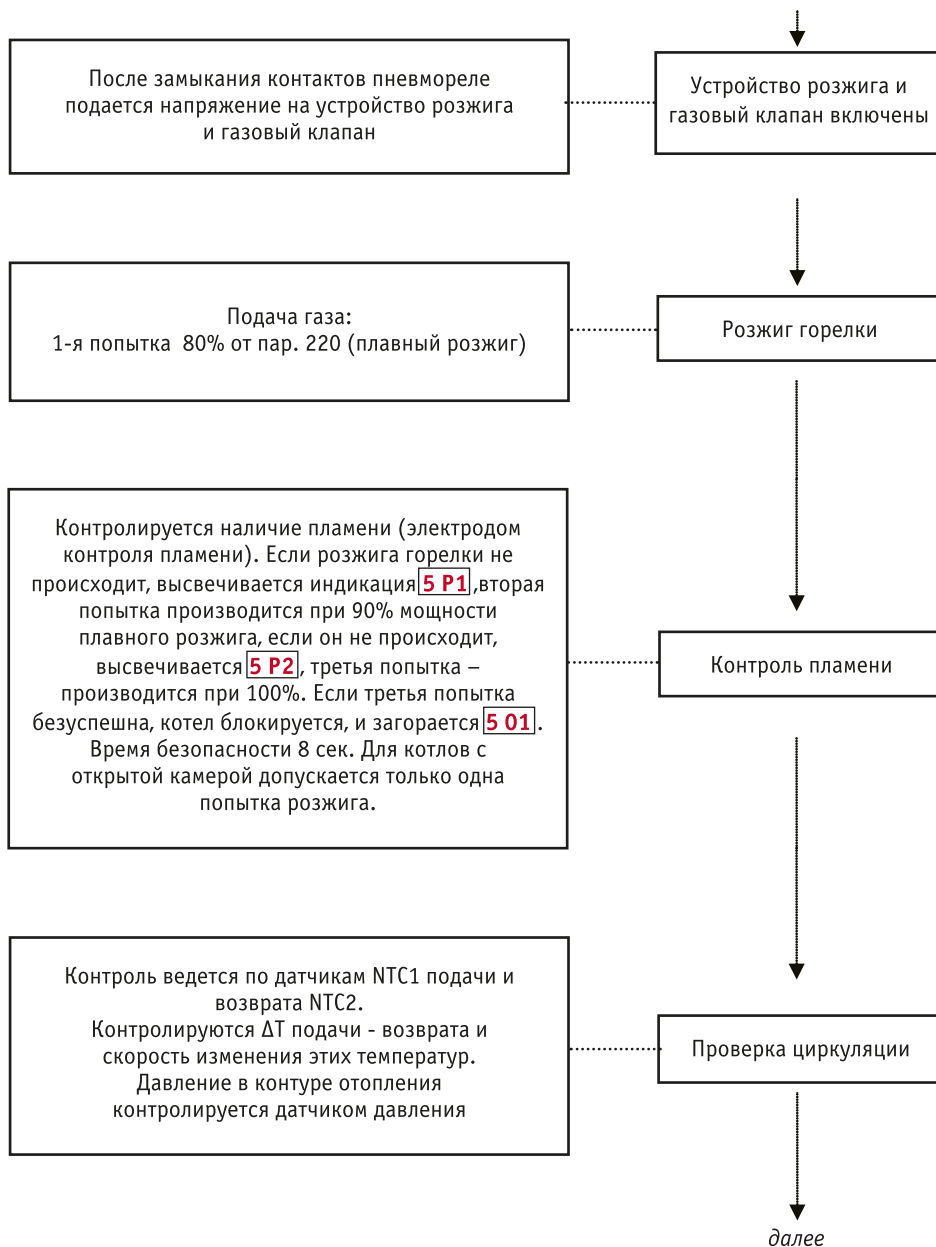 После замыкания контактов пневмореле
подается напряжение на устройство розжига
и газовый клапан
Устройство розжига и
газовый клапан включены
Подача газа:
1-я попытка 80% от пар. 220 (плавный розжиг)
Розжиг горелки
Контролируется наличие пламени (электродом
контроля пламени). Если розжига горелки не
происходит, высвечивается индикация 5 P1 ,вторая
попытка производится при 90% мощности
плавного розжига, если он не происходит,
высвечивается 5 P2 , третья попытка –
производится при 100%. Если третья попытка
безуспешна, котел блокируется, и загорается 5 01 .
Время безопасности 8 сек. Для котлов с
открытой камерой допускается только одна
попытка розжига.
Контроль пламени
Контроль ведется по датчикам NTC1 подачи и
возврата NTC2.
Контролируются ΔT подачи - возврата и
скорость изменения этих температур.
Давление в контуре отопления
контролируется датчиком давления
Проверка циркуляции
далее